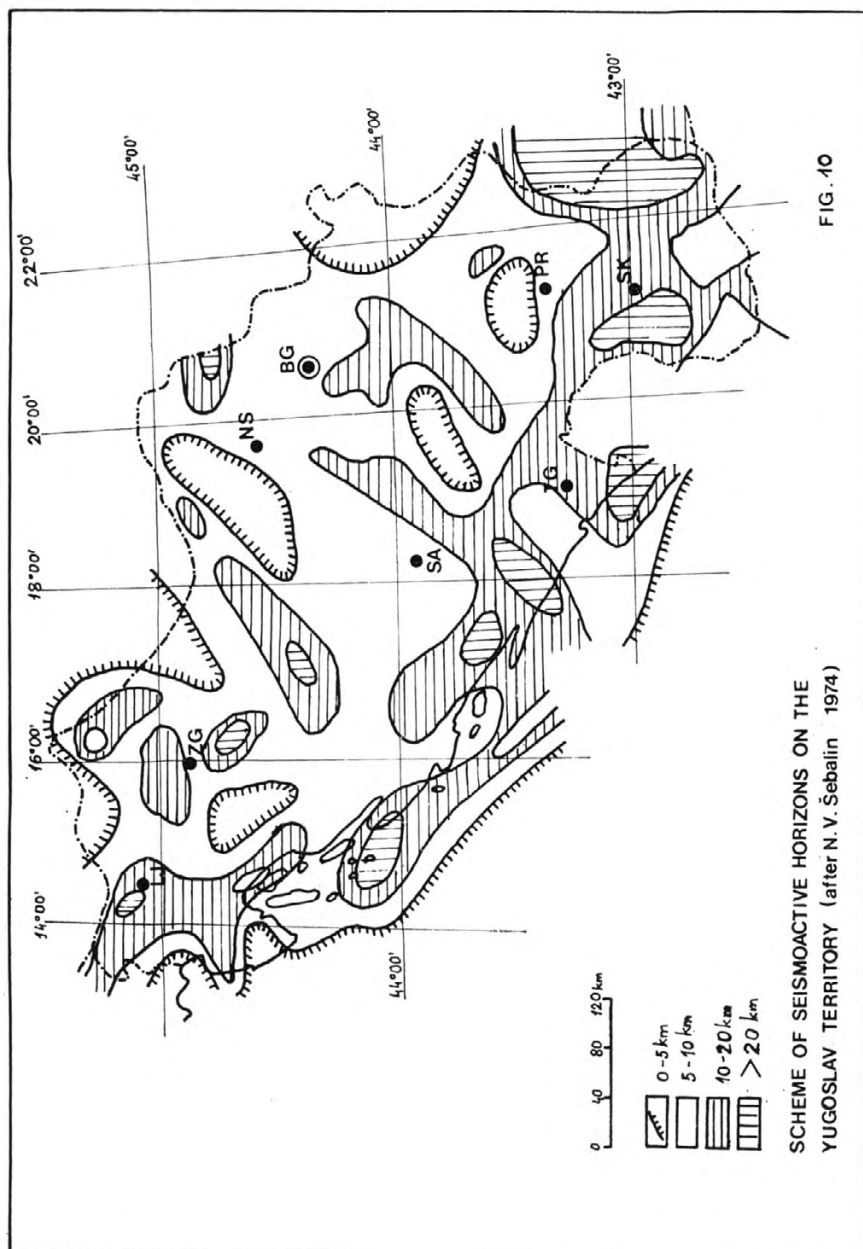 14°00'
16°00'
18°00'
20°00'
22°00'
45°00'
44°00'
43°00'
44°00'
LJ
ZG
NS
BG
SA
PR
TG
SK
0 40 80 120 km
0-5 km
5-10 km
10-20 km
>20 km
SCHEME OF SEISMOACTIVE HORIZONS ON THE
YUGOSLAV TERRITORY (after N.V. Šebalin 1974)
FIG. 10